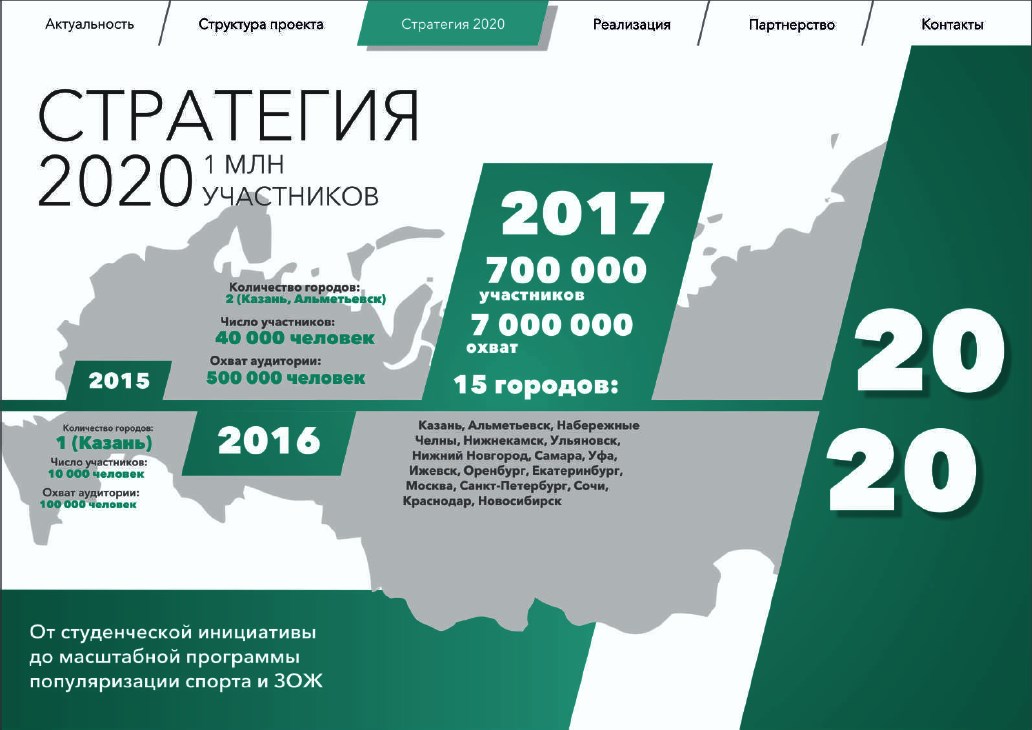 Актуальность
Структура проекта
Стратегия 2020
Реализация
Партнерство
Контакты
СТРАТЕГИЯ
2020
1 МЛН
УЧАСТНИКОВ
2015
Количество городов:
1 (Казань)
Число участников:
10 000 человек
Охват аудитории:
100 000 человек
Количество городов:
2 (Казань, Альметьевск)
Число участников:
40 000 человек
Охват аудитории:
500 000 человек
2016
2017
700 000
участников
7 000 000
охват
15 городов:
Казань, Альметьевск, Набережные
Челны, Нижнекамск, Ульяновск,
Нижний Новгород, Самара, Уфа,
Ижевск, Оренбург, Екатеринбург,
Москва, Санкт-Петербург, Сочи,
Краснодар, Новосибирск
20
20
От студенческой инициативы
до масштабной программы
популяризации спорта и ЗОЖ